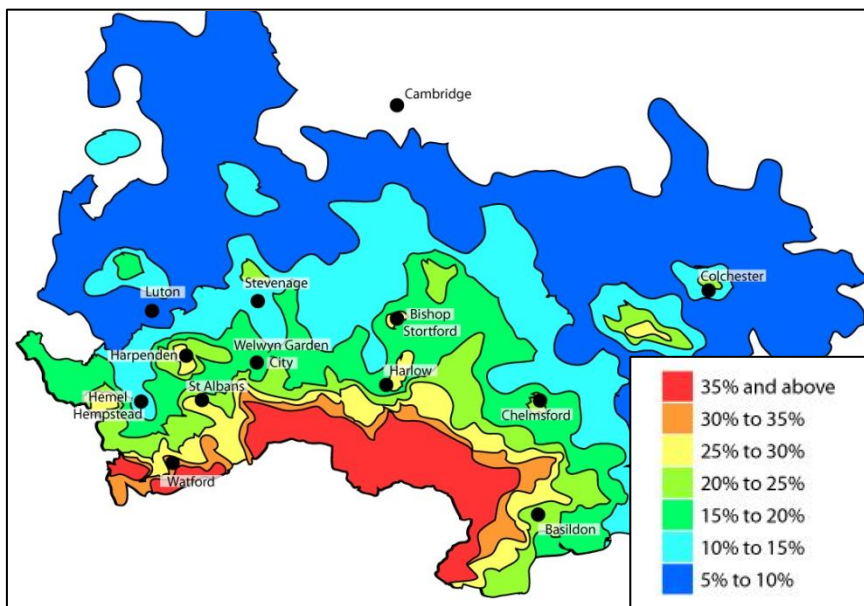 Cambridge
Colchester
Stevenage
Luton
Bishop
Stortford
Welwyn Garden
City
Harpenden
Harlow
St Albans
Hemel
Hempstead
Chelmsford
Watford
Basildon
35% and above
30% to 35%
25% to 30%
20% to 25%
15% to 20%
10% to 15%
5% to 10%